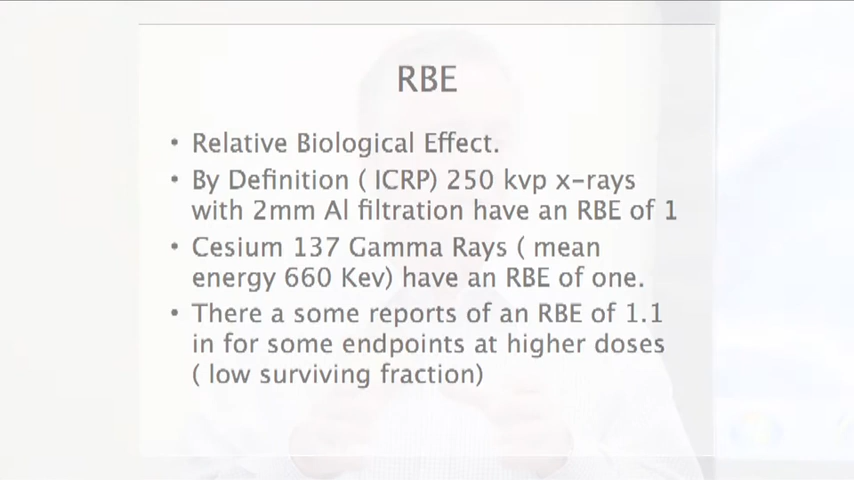 RBE
• Relative Biological Effect.
• By Definition ( ICRP) 250 kvp x-rays
with 2mm Al filtration have an RBE of 1
• Cesium 137 Gamma Rays ( mean
energy 660 Kev) have an RBE of one.
• There a some reports of an RBE of 1.1
in for some endpoints at higher doses
( low surviving fraction)